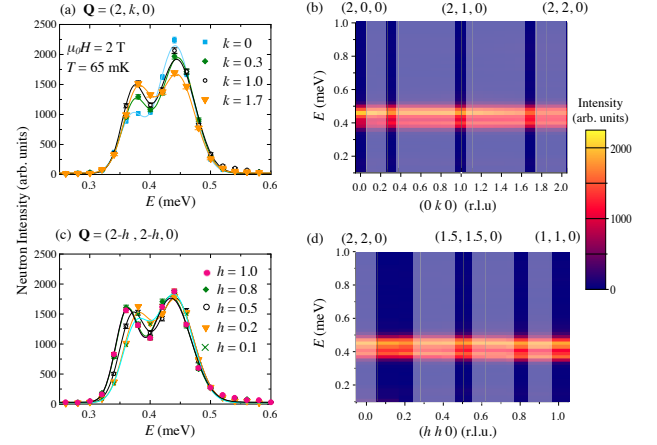 (a) Q = (2, k, 0)
μ₀H = 2 T
T = 65 mK
k = 0
k = 0.3
k = 1.0
k = 1.7
2500
2000
1500
1000
500
0
0.3 0.4 0.5 0.6
E (meV)
Neutron Intensity (arb. units)
(b)
(2,0,0) (2,1,0) (2,2,0)
E (meV)
1.0
0.8
0.6
0.4
0.2
0.0 0.2 0.4 0.6 0.8 1.0 1.2 1.4 1.6 1.8 2.0
(0 k 0) (r.l.u)
Intensity
(arb. units)
2000
1000
0
(c) Q = (2-h , 2-h, 0)
h = 1.0
h = 0.8
h = 0.5
h = 0.2
h = 0.1
2500
2000
1500
1000
500
0
0.3 0.4 0.5 0.6
E (meV)
(d)
(2, 2, 0) (1.5, 1.5, 0) (1, 1, 0)
E (meV)
1.0
0.8
0.6
0.4
0.2
0.0 0.2 0.4 0.6 0.8 1.0
(h h 0) (r.l.u)